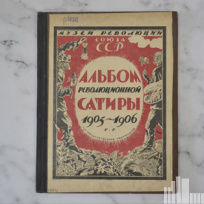 МУЗЕЙ РЕВОЛЮЦИИ
СОЮЗА
ССР
АЛЬБОМ
РЕВОЛЮЦИОННОЙ
САТИРЫ
1905~1906
г.г.